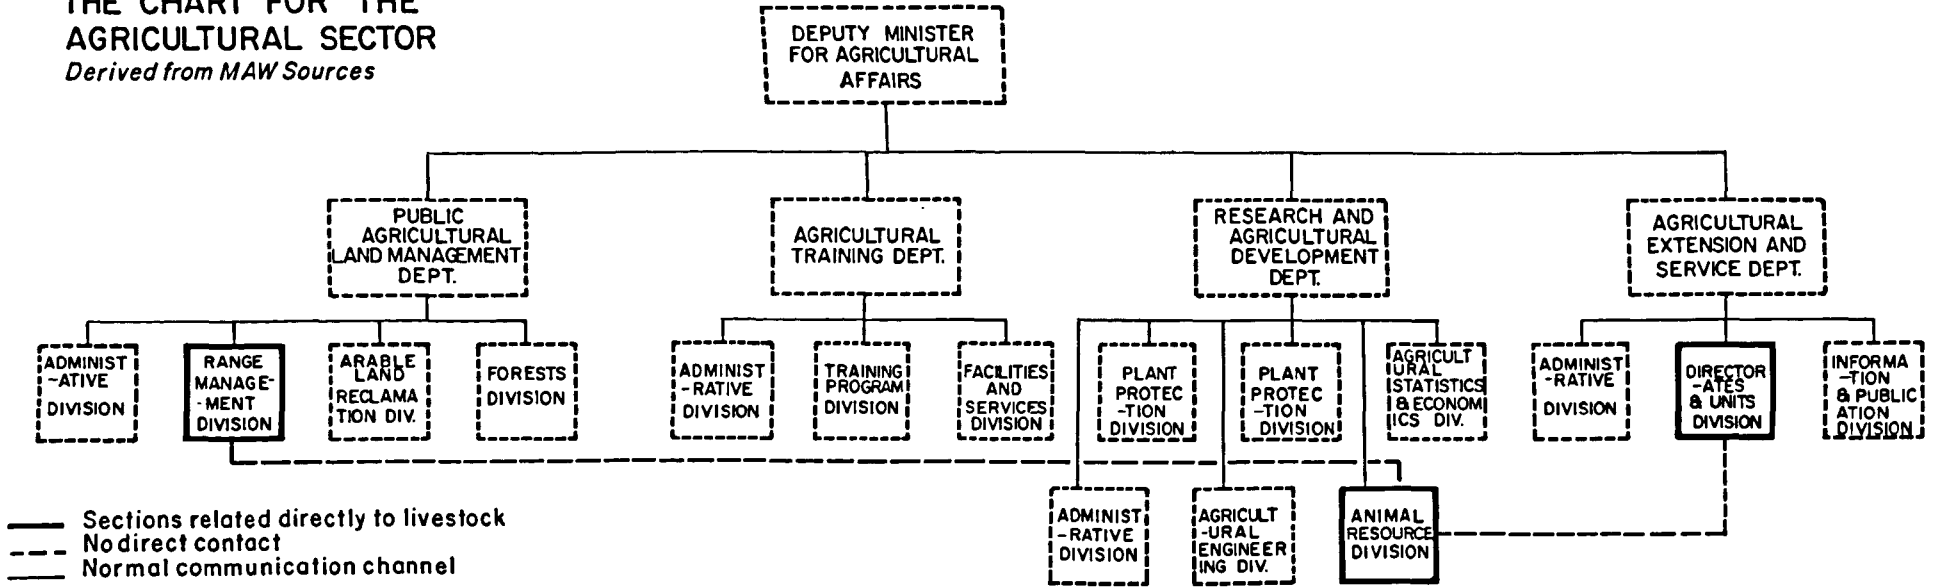 THE CHART FOR THE
AGRICULTURAL SECTOR
Derived from MAW Sources
DEPUTY MINISTER
FOR AGRICULTURAL
AFFAIRS
PUBLIC
AGRICULTURAL
LAND MANAGEMENT
DEPT.
AGRICULTURAL
TRAINING DEPT.
RESEARCH AND
AGRICULTURAL
DEVELOPMENT
DEPT.
AGRICULTURAL
EXTENSION AND
SERVICE DEPT.
ADMINIST
-ATIVE
DIVISION
RANGE
MANAGE-
-MENT
DIVISION
ARABLE
LAND
RECLAMA
TION DIV.
FORESTS
DIVISION
ADMINIST
-RATIVE
DIVISION
TRAINING
PROGRAM
DIVISION
FACILITIES
AND
SERVICES
DIVISION
PLANT
PROTEC
-TION
DIVISION
PLANT
PROTEC
-TION
DIVISION
AGRICULT
URAL
STATISTICS
& ECONOM
ICS DIV.
ADMINIST
-RATIVE
DIVISION
DIRECTOR
-ATES
& UNITS
DIVISION
INFORMA
-TION
& PUBLIC
ATION
DIVISION
ADMINIST
-RATIVE
DIVISION
AGRICULT
-URAL
ENGINEER
ING DIV.
ANIMAL
RESOURCE
DIVISION
Sections related directly to livestock
No direct contact
Normal communication channel